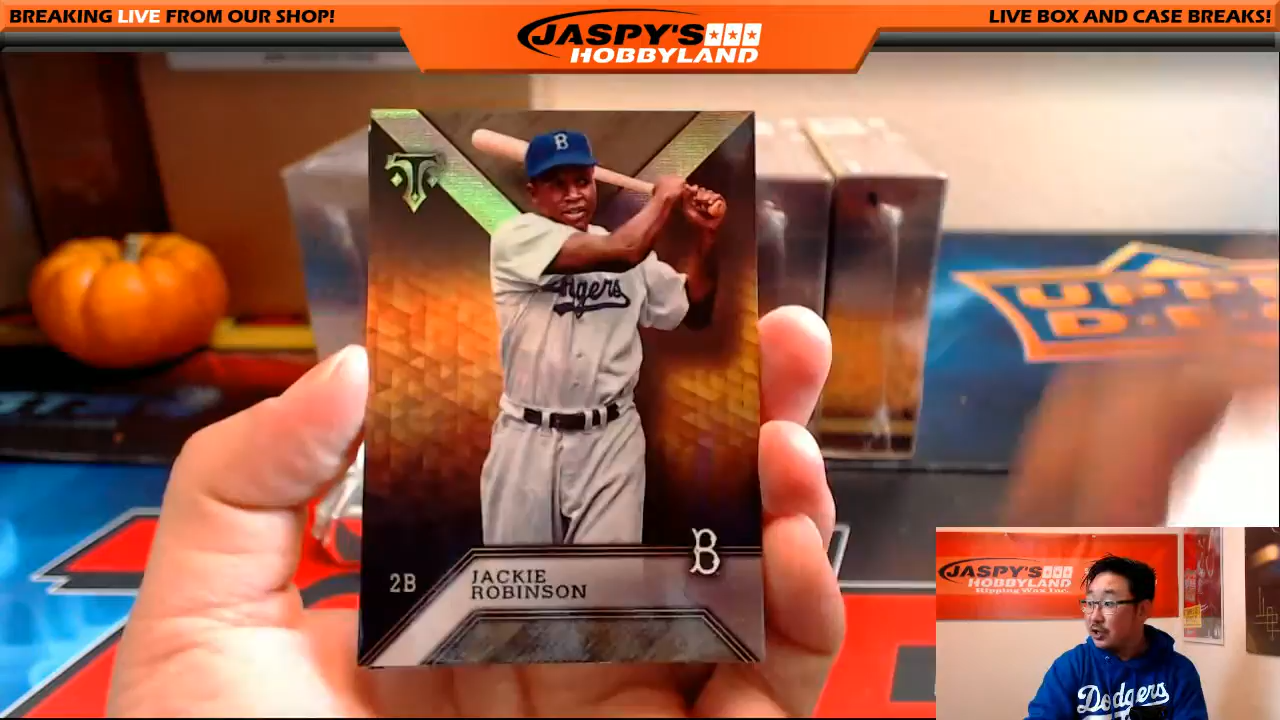 BREAKING LIVE FROM OUR SHOP!
JASPY'S
HOBBYLAND
LIVE BOX AND CASE BREAKS!
B
T
Dodgers
B
2B
JACKIE
ROBINSON
JASPY'S
HOBBYLAND
Ripping Wax Inc.
Dodgers